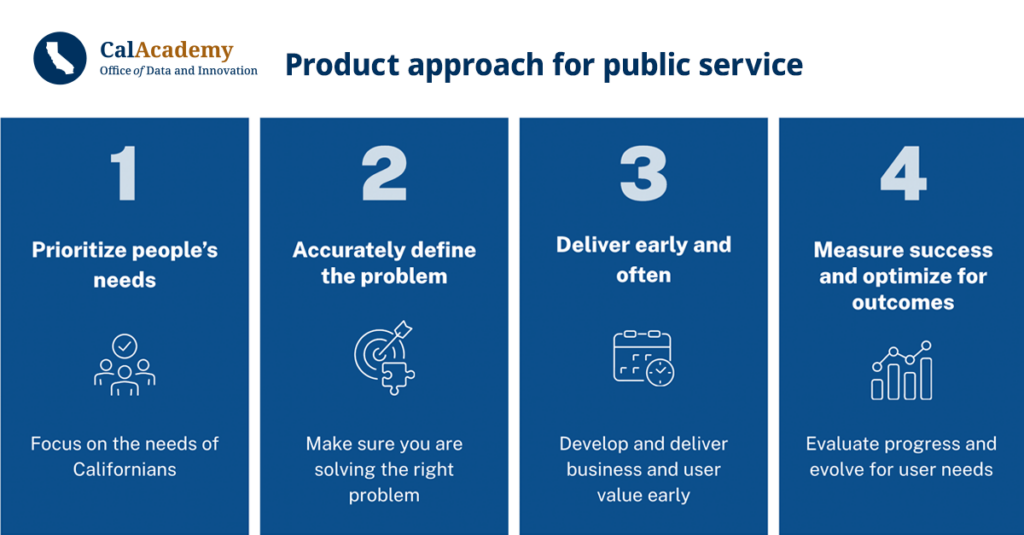 CalAcademy
Office of Data and Innovation
Product approach for public service
1
Prioritize people’s
needs
Focus on the needs of
Californians
2
Accurately define
the problem
Make sure you are
solving the right
problem
3
Deliver early and
often
Develop and deliver
business and user
value early
4
Measure success
and optimize for
outcomes
Evaluate progress and
evolve for user needs